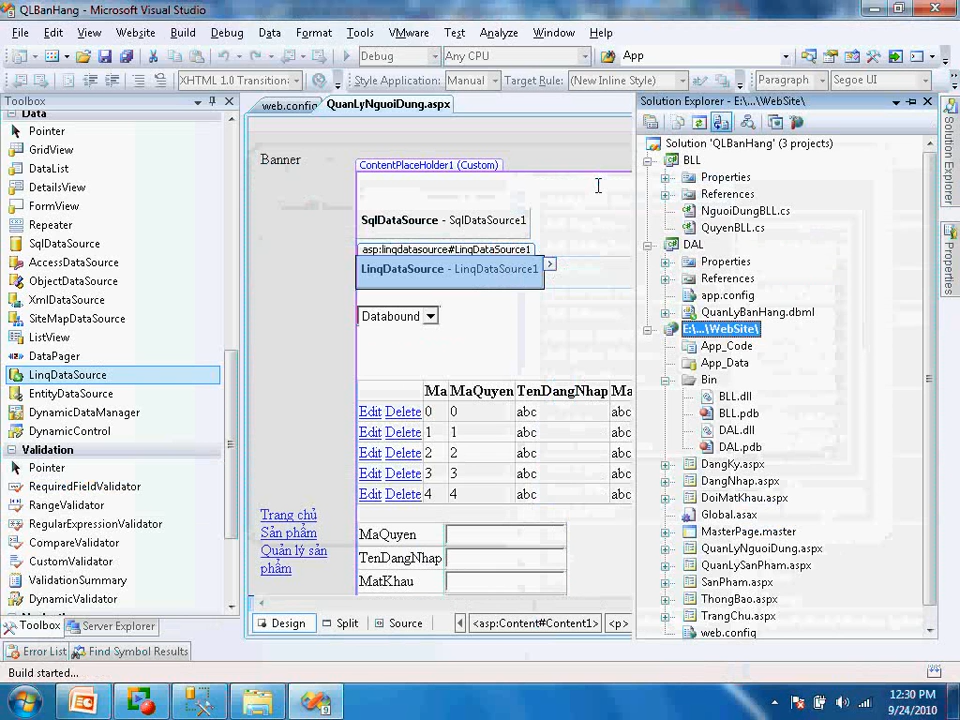 QLBanHang - Microsoft Visual Studio
File Edit View Website Build Debug Data Format Tools VMware Test Analyze Window Help
Debug Any CPU App
XHTML 1.0 Transition: Style Application: Manual Target Rule: (New Inline Style) Paragraph Segoe UI
Toolbox
Data
Pointer
GridView
DataList
DetailsView
FormView
Repeater
SqlDataSource
AccessDataSource
ObjectDataSource
XmlDataSource
SiteMapDataSource
ListView
DataPager
LinqDataSource
EntityDataSource
DynamicDataManager
DynamicControl
Validation
Pointer
RequiredFieldValidator
RangeValidator
RegularExpressionValidator
CompareValidator
CustomValidator
ValidationSummary
DynamicValidator
Toolbox Server Explorer
web.config QuanLyNguoiDung.aspx
Banner
ContentPlaceHolder1 (Custom)
SqlDataSource - SqlDataSource1
asp:linqdatasource#LinqDataSource1
LinqDataSource - LinqDataSource1
Databound
Ma MaQuyen TenDangNhap Ma
Edit Delete 0 0 abc abc
Edit Delete 1 1 abc abc
Edit Delete 2 2 abc abc
Edit Delete 3 3 abc abc
Edit Delete 4 4 abc abc
Trang chủ
Sản phẩm
Quản lý sản
phẩm
MaQuyen
TenDangNhap
MatKhau
Design Split Source <asp:Content#Content1> <p>
Solution Explorer - E:\...\WebSite\
Solution 'QLBanHang' (3 projects)
BLL
Properties
References
NguoiDungBLL.cs
QuyenBLL.cs
DAL
Properties
References
app.config
QuanLyBanHang.dbml
E:\...\WebSite\
App_Code
App_Data
Bin
BLL.dll
BLL.pdb
DAL.dll
DAL.pdb
DangKy.aspx
DangNhap.aspx
DoiMatKhau.aspx
Global.asax
MasterPage.master
QuanLyNguoiDung.aspx
QuanLySanPham.aspx
SanPham.aspx
ThongBao.aspx
TrangChu.aspx
web.config
Solution Explorer
Properties
Error List Find Symbol Results
Build started...
12:30 PM
9/24/2010